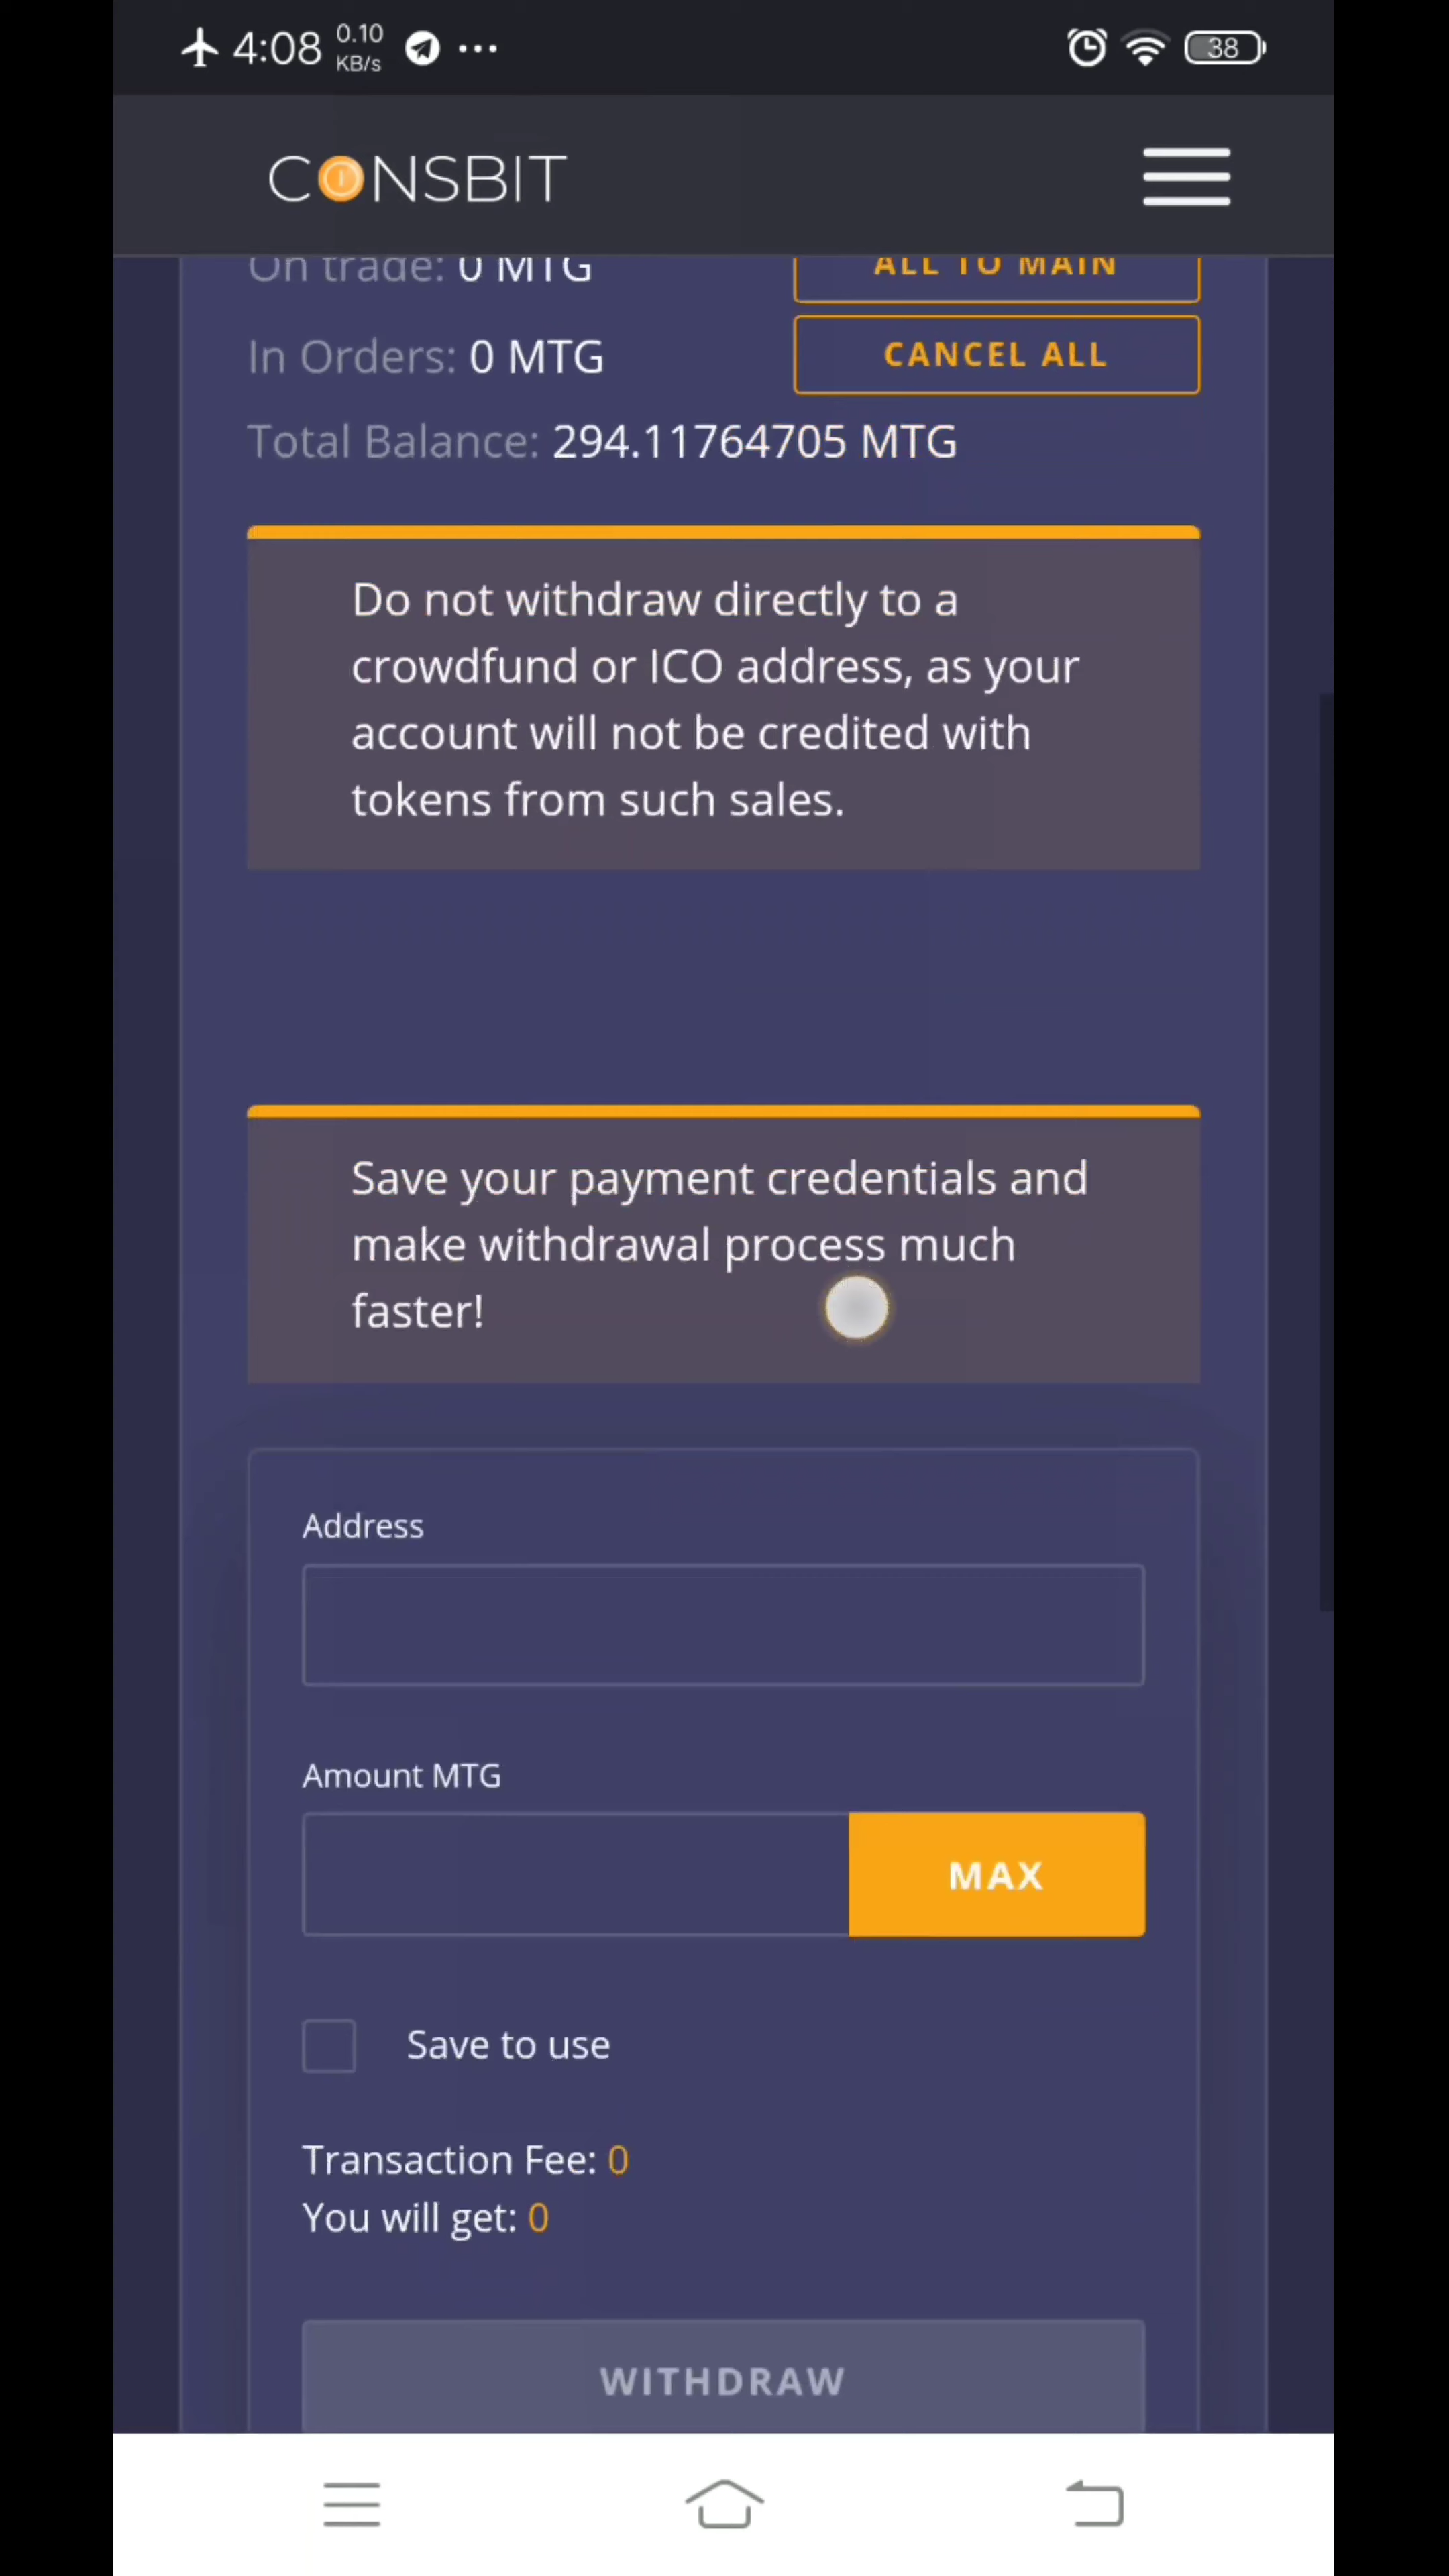 4:08 0.10 KB/s 38
CONSBIT
On trade: 0 MTG ALL TO MAIN
In Orders: 0 MTG CANCEL ALL
Total Balance: 294.11764705 MTG
Do not withdraw directly to a
crowdfund or ICO address, as your
account will not be credited with
tokens from such sales.
Save your payment credentials and
make withdrawal process much
faster!
Address
Amount MTG
MAX
Save to use
Transaction Fee: 0
You will get: 0
WITHDRAW